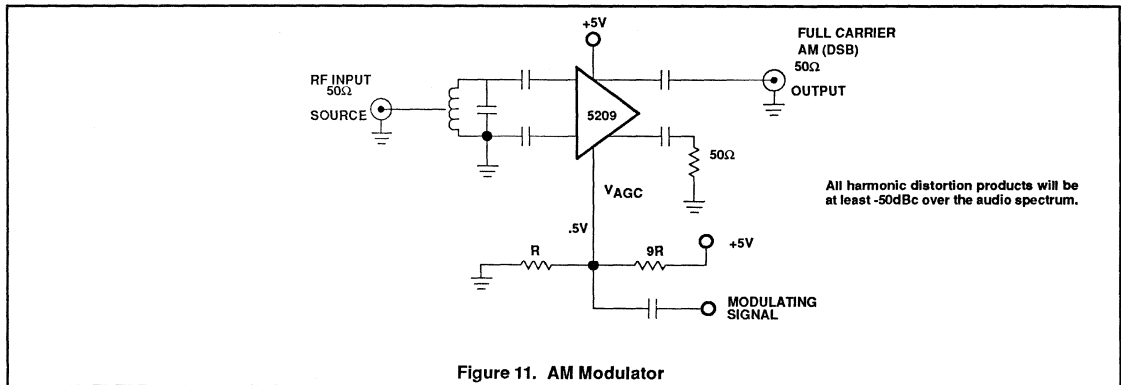 +5V
FULL CARRIER
AM (DSB)
50Ω
OUTPUT
RF INPUT
50Ω
SOURCE
5209
50Ω
VAGC
All harmonic distortion products will be
at least -50dBc over the audio spectrum.
.5V
R
9R
+5V
MODULATING
SIGNAL
Figure 11. AM Modulator